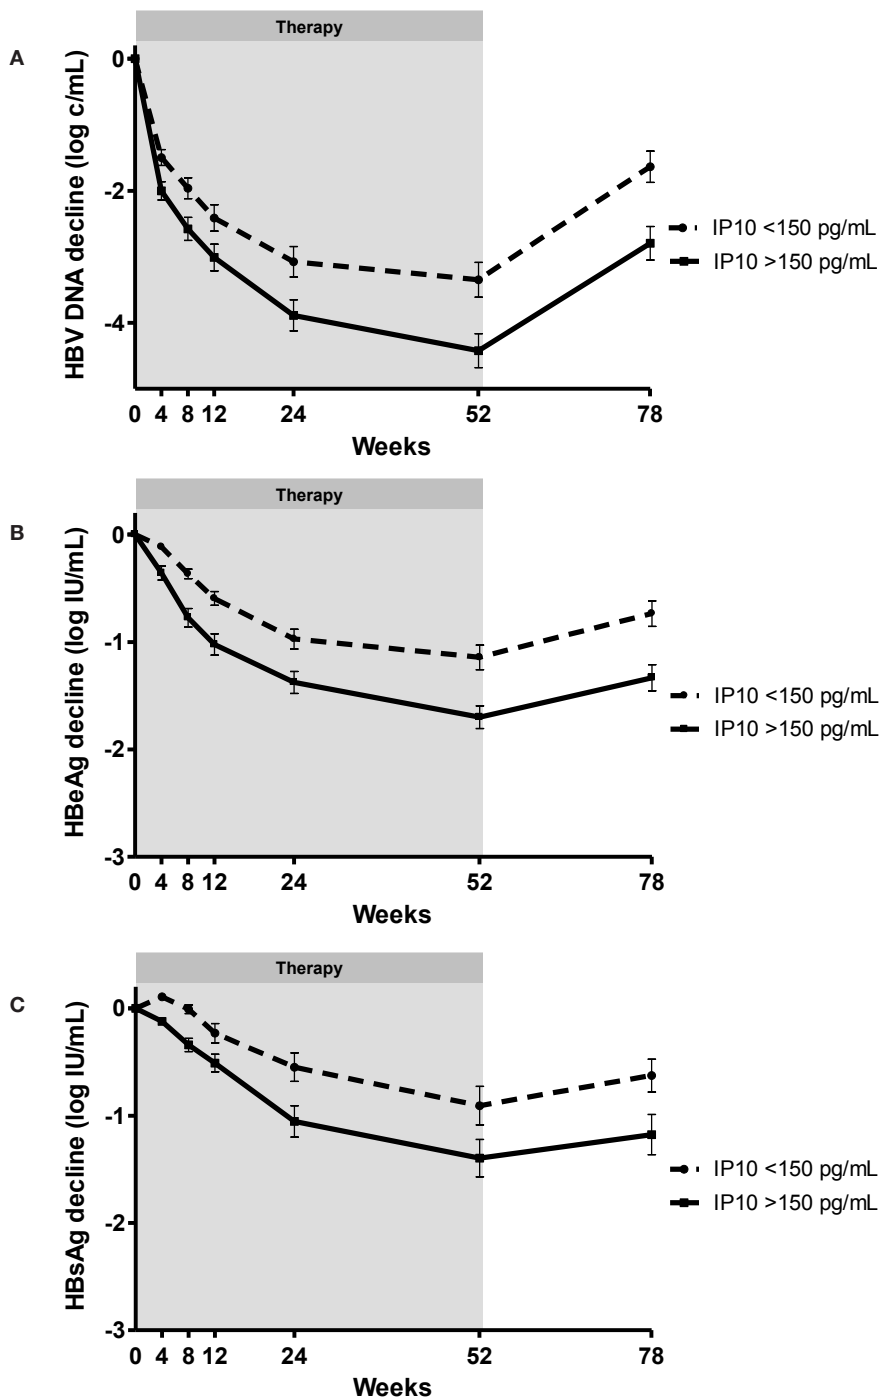 A
Therapy
HBV DNA decline (log c/mL)
0
-2
-4
0 4 8 12 24 52 78
Weeks
IP10 <150 pg/mL
IP10 >150 pg/mL
B
Therapy
HBeAg decline (log IU/mL)
0
-1
-2
-3
0 4 8 12 24 52 78
Weeks
IP10 <150 pg/mL
IP10 >150 pg/mL
C
Therapy
HBsAg decline (log IU/mL)
0
-1
-2
-3
0 4 8 12 24 52 78
Weeks
IP10 <150 pg/mL
IP10 >150 pg/mL